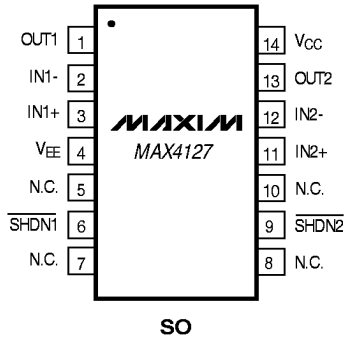 OUT1 1 14 VCC
IN1- 2 13 OUT2
IN1+ 3 MAXIM 12 IN2-
VEE 4 MAX4127 11 IN2+
N.C. 5 10 N.C.
SHDN1 6 9 SHDN2
N.C. 7 8 N.C.
SO